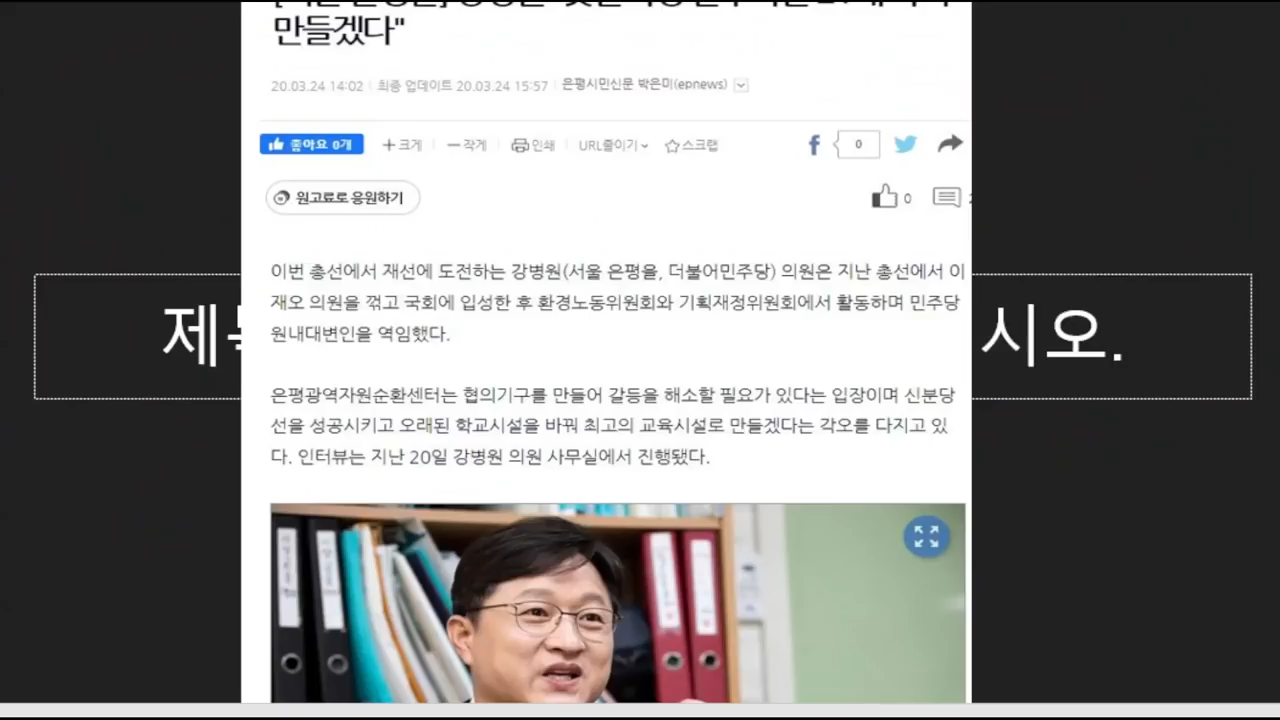 만들겠다"
20.03.24 14:02 최종 업데이트 20.03.24 15:57 은평시민신문 박은미(epnews)
좋아요 0개 크게 작게 인쇄 URL줄이기 스크랩 0
원고료로 응원하기 0
이번 총선에서 재선에 도전하는 강병원(서울 은평을, 더불어민주당) 의원은 지난 총선에서 이
재오 의원을 꺾고 국회에 입성한 후 환경노동위원회와 기획재정위원회에서 활동하며 민주당
제 시오.
원내대변인을 역임했다.
은평광역자원순환센터는 협의기구를 만들어 갈등을 해소할 필요가 있다는 입장이며 신분당
선을 성공시키고 오래된 학교시설을 바꿔 최고의 교육시설로 만들겠다는 각오를 다지고 있
다. 인터뷰는 지난 20일 강병원 의원 사무실에서 진행됐다.